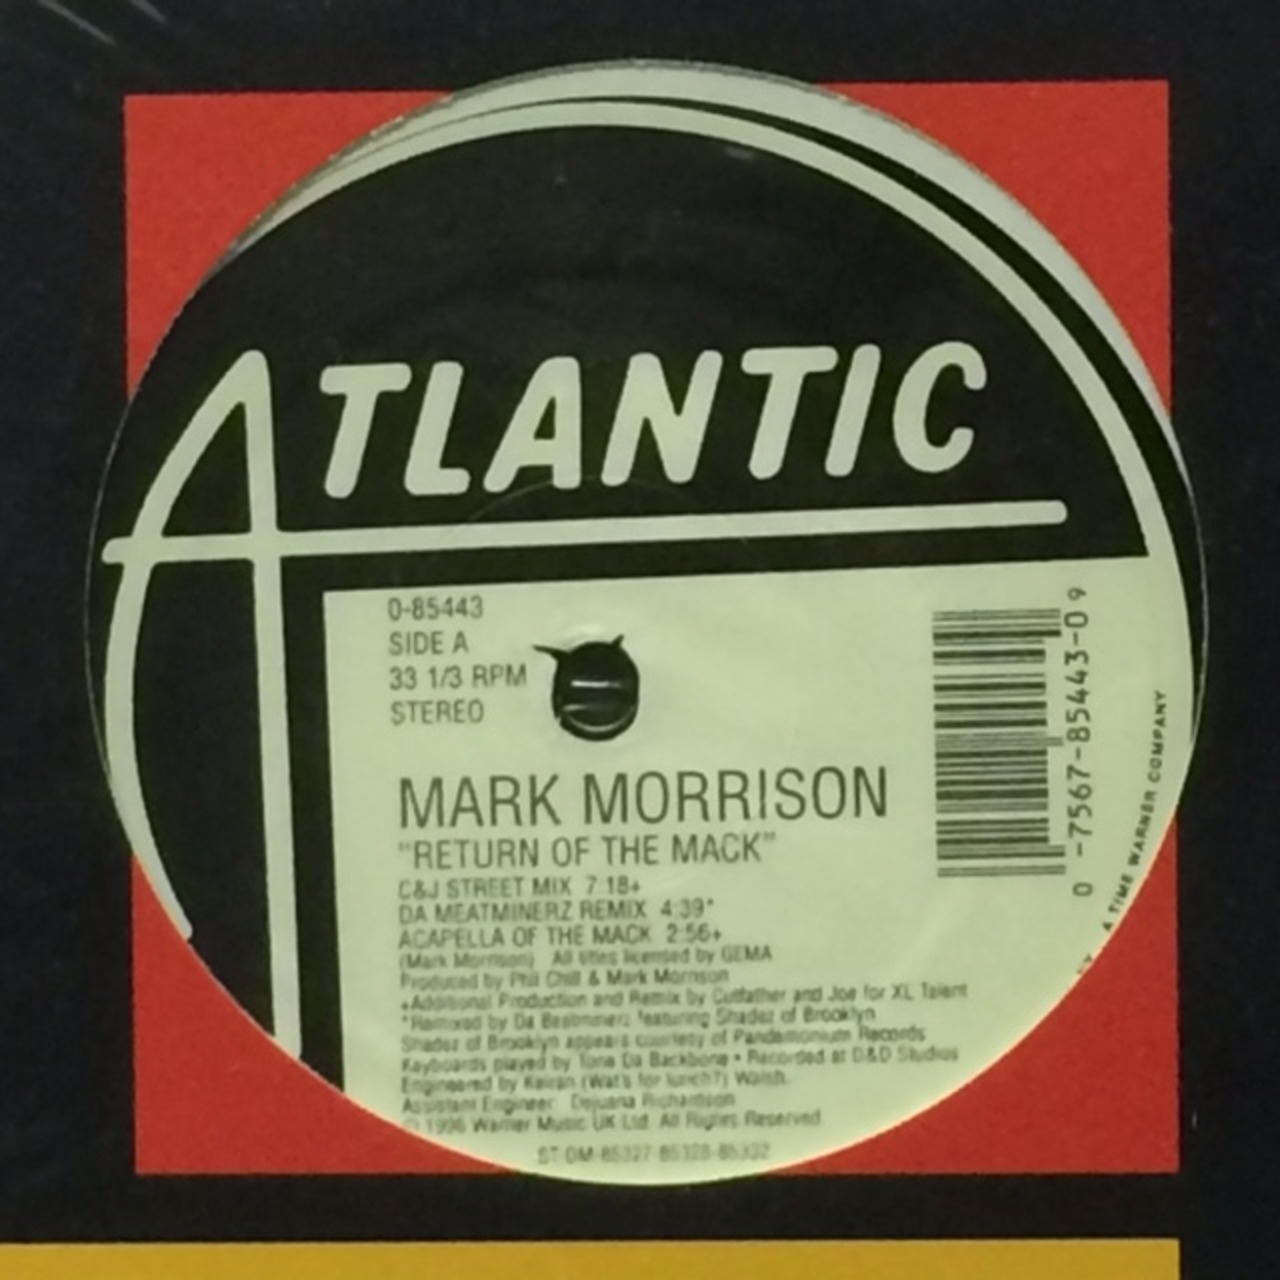 ATLANTIC
0-85443
SIDE A
33 1/3 RPM
STEREO
MARK MORRISON
"RETURN OF THE MACK"
C&J STREET MIX 7:18+
DA MEATMINERZ REMIX 4:39*
ACAPELLA OF THE MACK 2:56+
(Mark Morrison) All titles licensed by GEMA
Produced by Phil Chill & Mark Morrison
+Additional Production and Remix by Cutfather and Joe for XL Talent
*Remixed by Da Beatminerz featuring Shadez of Brooklyn
Shadez of Brooklyn appears courtesy of Pandemonium Records
Keyboards played by Tone Da Backbone • Recorded at D&D Studios
Engineered by Keiran (Wat's for lunch?) Walsh
Assistant Engineer: Dejuana Richardson
1996 Warner Music UK Ltd. All Rights Reserved
ST-DM-85327-85328-85332
0-7567-85443-0 9
A TIME WARNER COMPANY